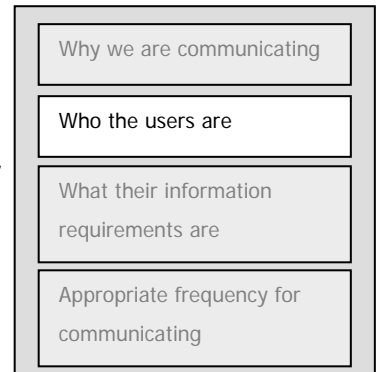 Why we are communicating
Who the users are
What their information
requirements are
Appropriate frequency for
communicating